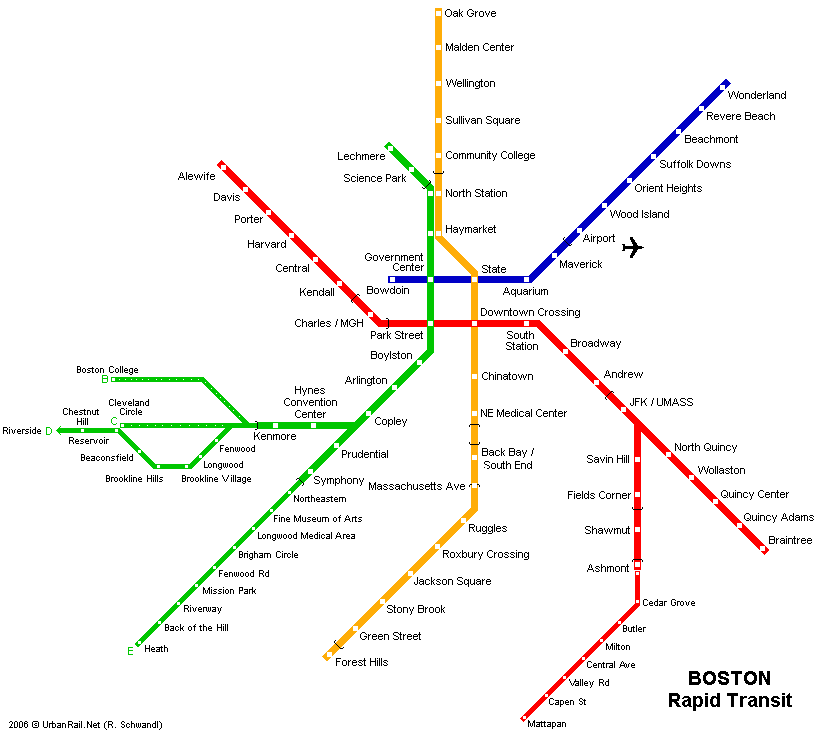 Oak Grove
Malden Center
Wellington
Sullivan Square
Community College
North Station
Haymarket
State
Lechmere
Science Park
Government
Center
Bowdoin
Aquarium
Maverick
Airport
Wood Island
Orient Heights
Suffolk Downs
Beachmont
Revere Beach
Wonderland
Alewife
Davis
Porter
Harvard
Central
Kendall
Charles / MGH
Park Street
Downtown Crossing
South
Station
Broadway
Andrew
JFK / UMASS
North Quincy
Wollaston
Quincy Center
Quincy Adams
Braintree
Savin Hill
Fields Corner
Shawmut
Ashmont
Cedar Grove
Butler
Milton
Central Ave
Valley Rd
Capen St
Mattapan
Boylston
Arlington
Copley
Hynes
Convention
Center
Kenmore
Boston College
B
Cleveland
Circle
C
Chestnut
Hill
Riverside D
Reservoir
Beaconsfield
Brookline Hills
Brookline Village
Longwood
Fenwood
Prudential
Symphony
Northeastern
Fine Museum of Arts
Longwood Medical Area
Brigham Circle
Fenwood Rd
Mission Park
Riverway
Back of the Hill
Heath
E
Chinatown
NE Medical Center
Back Bay /
South End
Massachusetts Ave
Ruggles
Roxbury Crossing
Jackson Square
Stony Brook
Green Street
Forest Hills
BOSTON
Rapid Transit
2006 © UrbanRail.Net (R. Schwandl)